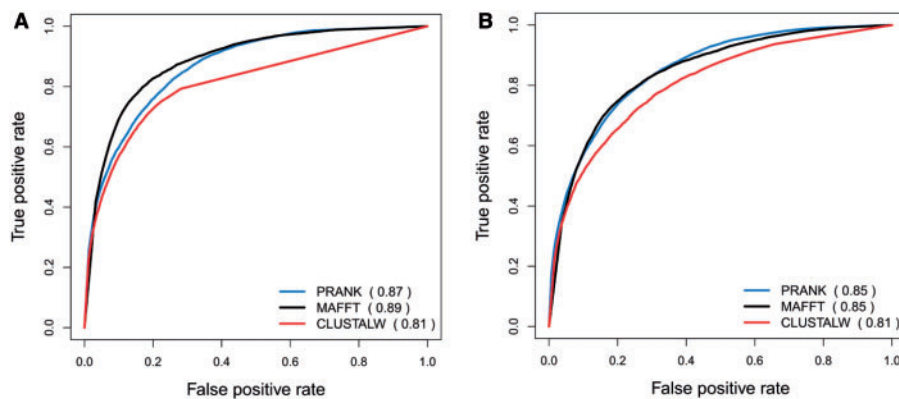 A
True positive rate
1.0
0.8
0.6
0.4
0.2
0.0
PRANK ( 0.87 )
MAFFT ( 0.89 )
CLUSTALW ( 0.81 )
0.0 0.2 0.4 0.6 0.8 1.0
False positive rate
B
True positive rate
1.0
0.8
0.6
0.4
0.2
0.0
PRANK ( 0.85 )
MAFFT ( 0.85 )
CLUSTALW ( 0.81 )
0.0 0.2 0.4 0.6 0.8 1.0
False positive rate